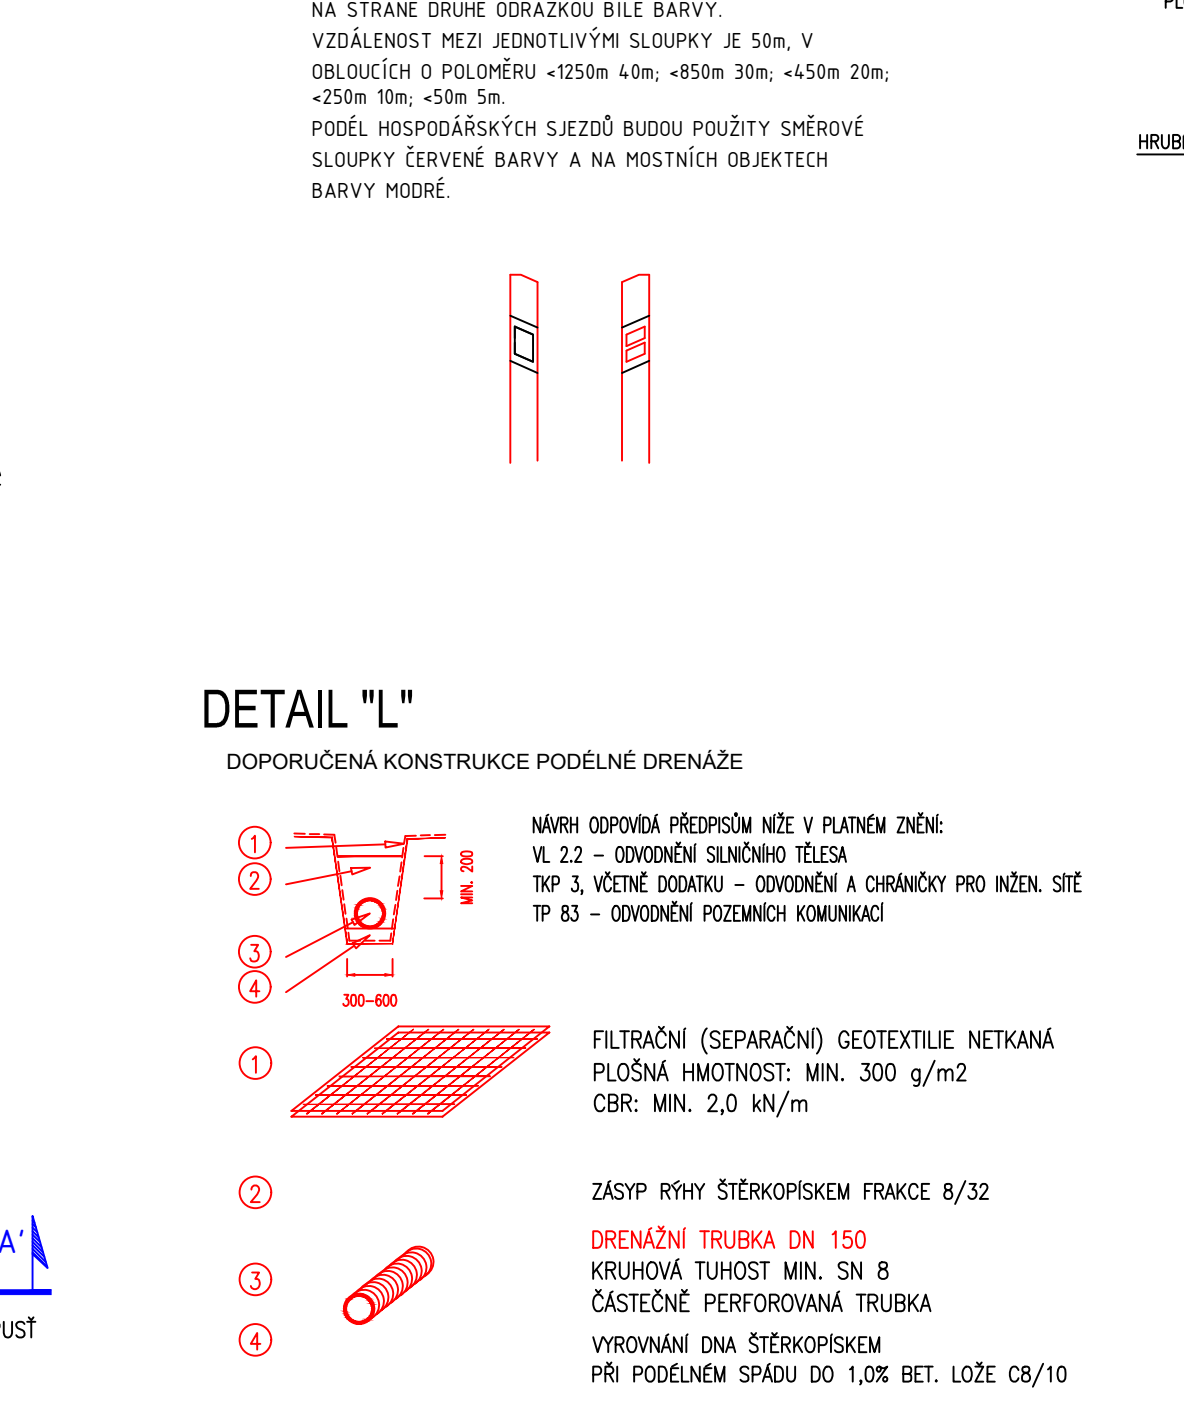 NA STRANĚ DRUHÉ ODRAZKOU BÍLÉ BARVY.
VZDÁLENOST MEZI JEDNOTLIVÝMI SLOUPKY JE 50m, V
OBLOUCÍCH O POLOMĚRU <1250m 40m; <850m 30m; <450m 20m;
<250m 10m; <50m 5m.
PODÉL HOSPODÁŘSKÝCH SJEZDŮ BUDOU POUŽITY SMĚROVÉ
SLOUPKY ČERVENÉ BARVY A NA MOSTNÍCH OBJEKTECH
BARVY MODRÉ.
DETAIL "L"
DOPORUČENÁ KONSTRUKCE PODÉLNÉ DRENÁŽE
1
2
3
4
MIN. 200
300-600
NÁVRH ODPOVÍDÁ PŘEDPISŮM NÍŽE V PLATNÉM ZNĚNÍ:
VL 2.2 – ODVODNĚNÍ SILNIČNÍHO TĚLESA
TKP 3, VČETNĚ DODATKU – ODVODNĚNÍ A CHRÁNIČKY PRO INŽEN. SÍTĚ
TP 83 – ODVODNĚNÍ POZEMNÍCH KOMUNIKACÍ
1
FILTRAČNÍ (SEPARAČNÍ) GEOTEXTILIE NETKANÁ
PLOŠNÁ HMOTNOST: MIN. 300 g/m2
CBR: MIN. 2,0 kN/m
2
ZÁSYP RÝHY ŠTĚRKOPÍSKEM FRAKCE 8/32
3
DRENÁŽNÍ TRUBKA DN 150
KRUHOVÁ TUHOST MIN. SN 8
ČÁSTEČNĚ PERFOROVANÁ TRUBKA
4
VYROVNÁNÍ DNA ŠTĚRKOPÍSKEM
PŘI PODÉLNÉM SPÁDU DO 1,0% BET. LOŽE C8/10
A'